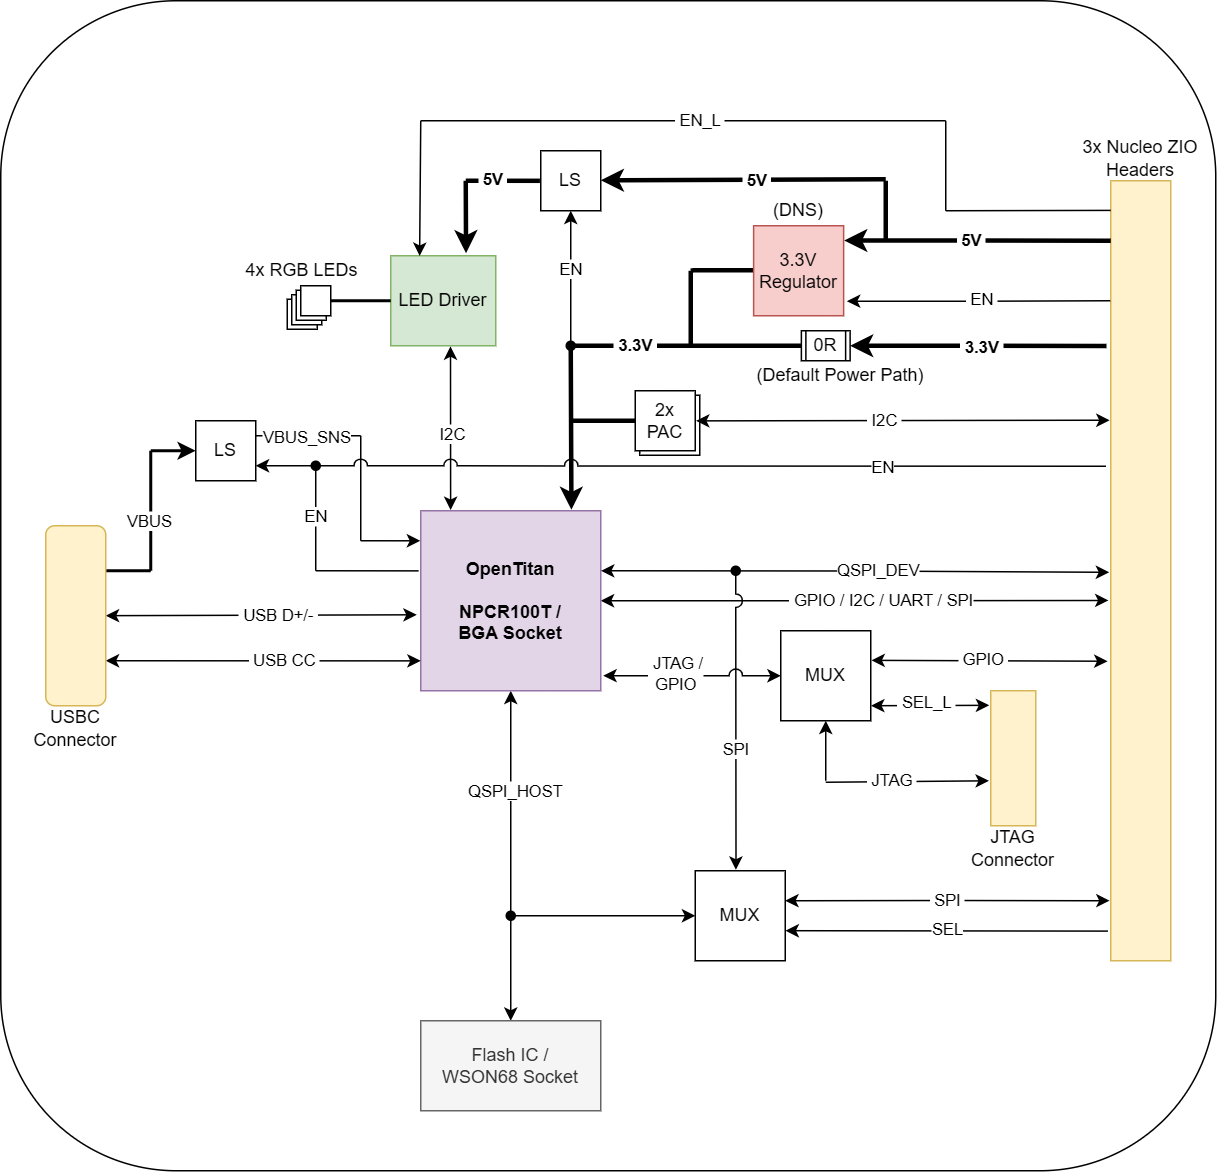 EN_L
3x Nucleo ZIO
Headers
5V
LS
5V
(DNS)
5V
3.3V
Regulator
EN
4x RGB LEDs
LED Driver
EN
3.3V
0R
3.3V
(Default Power Path)
2x
PAC
I2C
I2C
LS
VBUS_SNS
EN
VBUS
EN
OpenTitan
NPCR100T /
BGA Socket
QSPI_DEV
GPIO / I2C / UART / SPI
USB D+/-
USB CC
JTAG /
GPIO
MUX
GPIO
SEL_L
USBC
Connector
SPI
JTAG
QSPI_HOST
JTAG
Connector
MUX
SPI
SEL
Flash IC /
WSON68 Socket